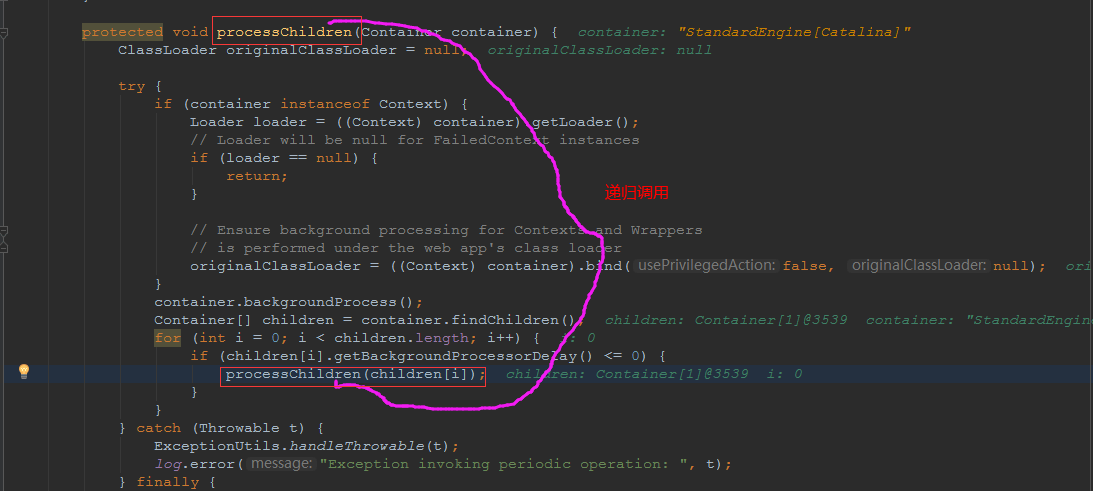 protected void processChildren(Container container) {  container: "StandardEngine[Catalina]"
ClassLoader originalClassLoader = null;  originalClassLoader: null
try {
if (container instanceof Context) {
Loader loader = ((Context) container).getLoader();
// Loader will be null for FailedContext instances
if (loader == null) {
return;
}
递归调用
// Ensure background processing for Contexts and Wrappers
// is performed under the web app's class loader
originalClassLoader = ((Context) container).bind( usePrivilegedAction: false,  originalClassLoader: null);  ori
}
container.backgroundProcess();
Container[] children = container.findChildren();  children: Container[1]@3539  container: "StandardEngine
for (int i = 0; i < children.length; i++) {  i: 0
if (children[i].getBackgroundProcessorDelay() <= 0) {
processChildren(children[i]);  children: Container[1]@3539  i: 0
}
}
} catch (Throwable t) {
ExceptionUtils.handleThrowable(t);
log.error( message: "Exception invoking periodic operation: ", t);
} finally {